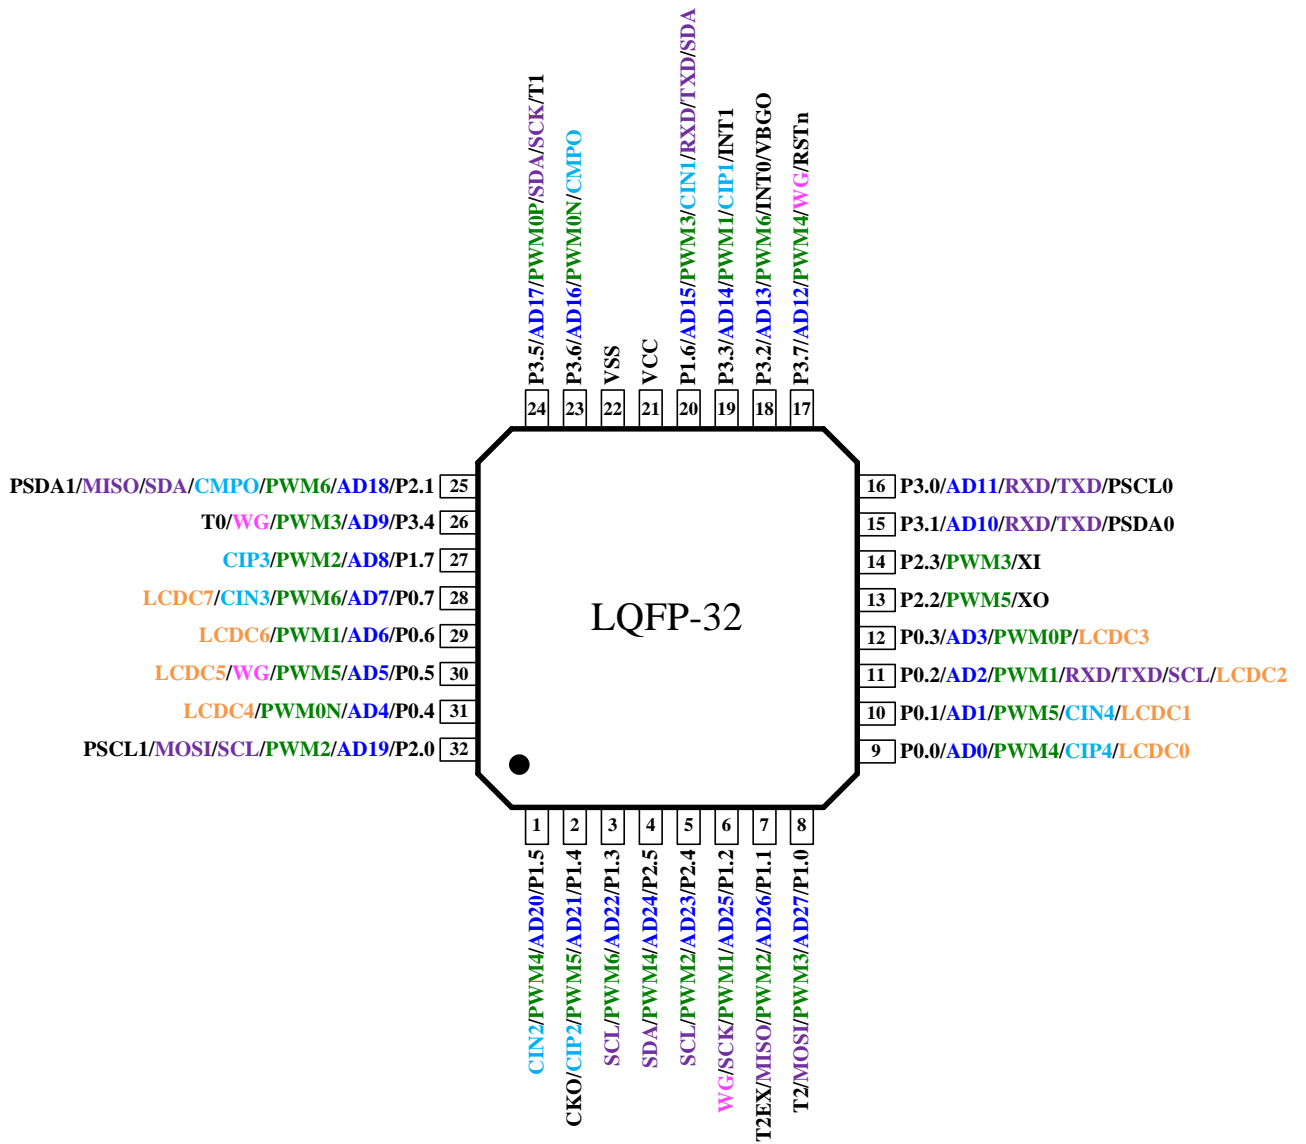 P3.5/AD17/PWM0P/SDA/SCK/T1
P3.6/AD16/PWM0N/CMPO
VSS
VCC
P1.6/AD15/PWM3/CIN1/RXD/TXD/SDA
P3.3/AD14/PWM1/CIP1/INT1
P3.2/AD13/PWM6/INT0/VBGO
P3.7/AD12/PWM4/WG/RSTn
24 23 22 21 20 19 18 17
PSDA1/MISO/SDA/CMPO/PWM6/AD18/P2.1 25
T0/WG/PWM3/AD9/P3.4 26
CIP3/PWM2/AD8/P1.7 27
LCDC7/CIN3/PWM6/AD7/P0.7 28
LCDC6/PWM1/AD6/P0.6 29
LCDC5/WG/PWM5/AD5/P0.5 30
LCDC4/PWM0N/AD4/P0.4 31
PSCL1/MOSI/SCL/PWM2/AD19/P2.0 32
LQFP-32
16 P3.0/AD11/RXD/TXD/PSCL0
15 P3.1/AD10/RXD/TXD/PSDA0
14 P2.3/PWM3/XI
13 P2.2/PWM5/XO
12 P0.3/AD3/PWM0P/LCDC3
11 P0.2/AD2/PWM1/RXD/TXD/SCL/LCDC2
10 P0.1/AD1/PWM5/CIN4/LCDC1
9 P0.0/AD0/PWM4/CIP4/LCDC0
1 2 3 4 5 6 7 8
CIN2/PWM4/AD20/P1.5
CKO/CIP2/PWM5/AD21/P1.4
SCL/PWM6/AD22/P1.3
SDA/PWM4/AD24/P2.5
SCL/PWM2/AD23/P2.4
WG/SCK/PWM1/AD25/P1.2
T2EX/MISO/PWM2/AD26/P1.1
T2/MOSI/PWM3/AD27/P1.0